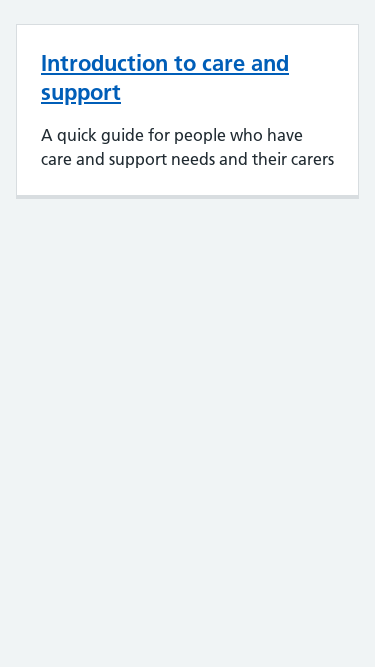 Introduction to care and
support
A quick guide for people who have
care and support needs and their carers